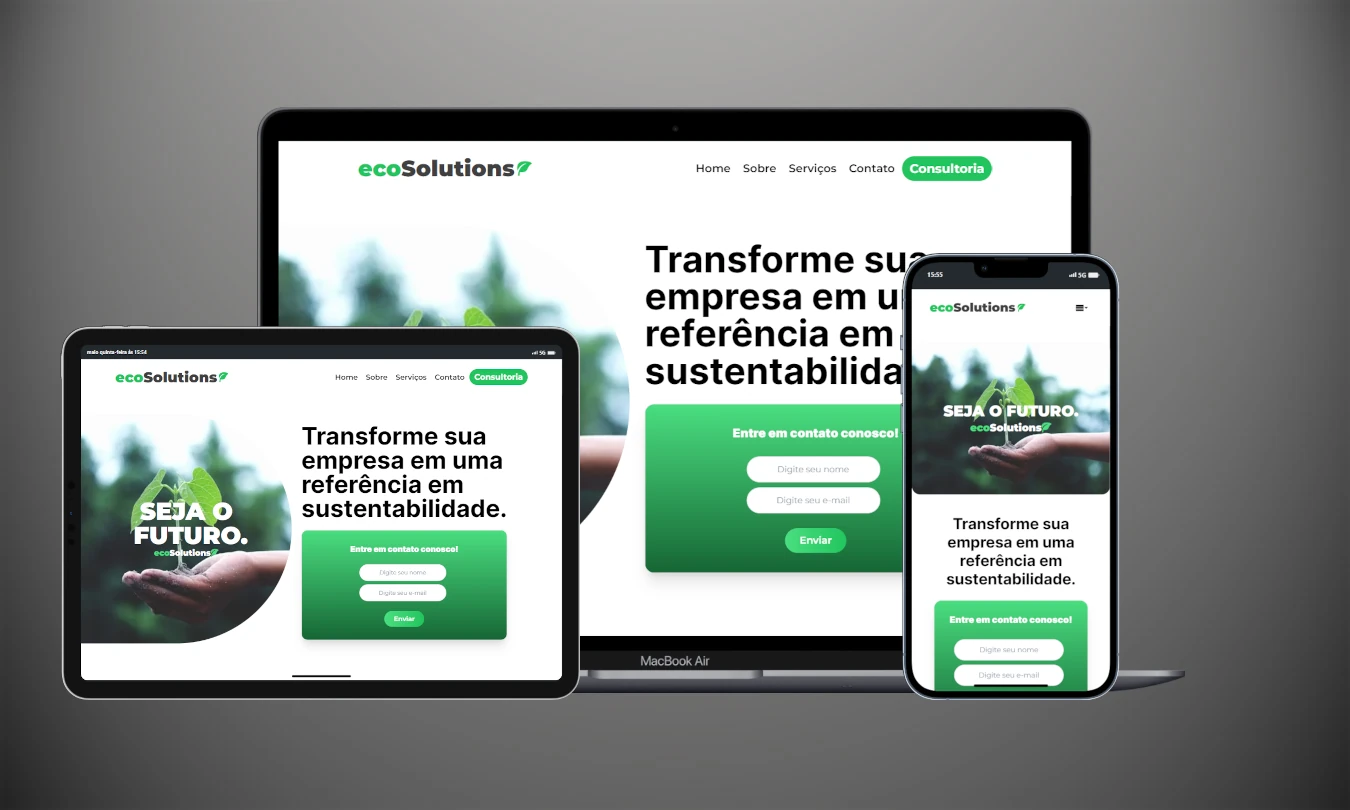 ecoSolutions
Home Sobre Serviços Contato Consultoria
Transforme sua
empresa em u
referência em
sustentabilida
Entre em contato conosco!
Digite seu nome
Digite seu e-mail
Enviar
MacBook Air
maio quinta-feira às 15:54
5G
ecoSolutions
Home Sobre Serviços Contato Consultoria
SEJA O
FUTURO.
ecoSolutions
Transforme sua
empresa em uma
referência em
sustentabilidade.
Entre em contato conosco!
Digite seu nome
Digite seu e-mail
Enviar
15:55 5G
ecoSolutions
SEJA O FUTURO.
ecoSolutions
Transforme sua
empresa em uma
referência em
sustentabilidade.
Entre em contato conosco!
Digite seu nome
Digite seu e-mail